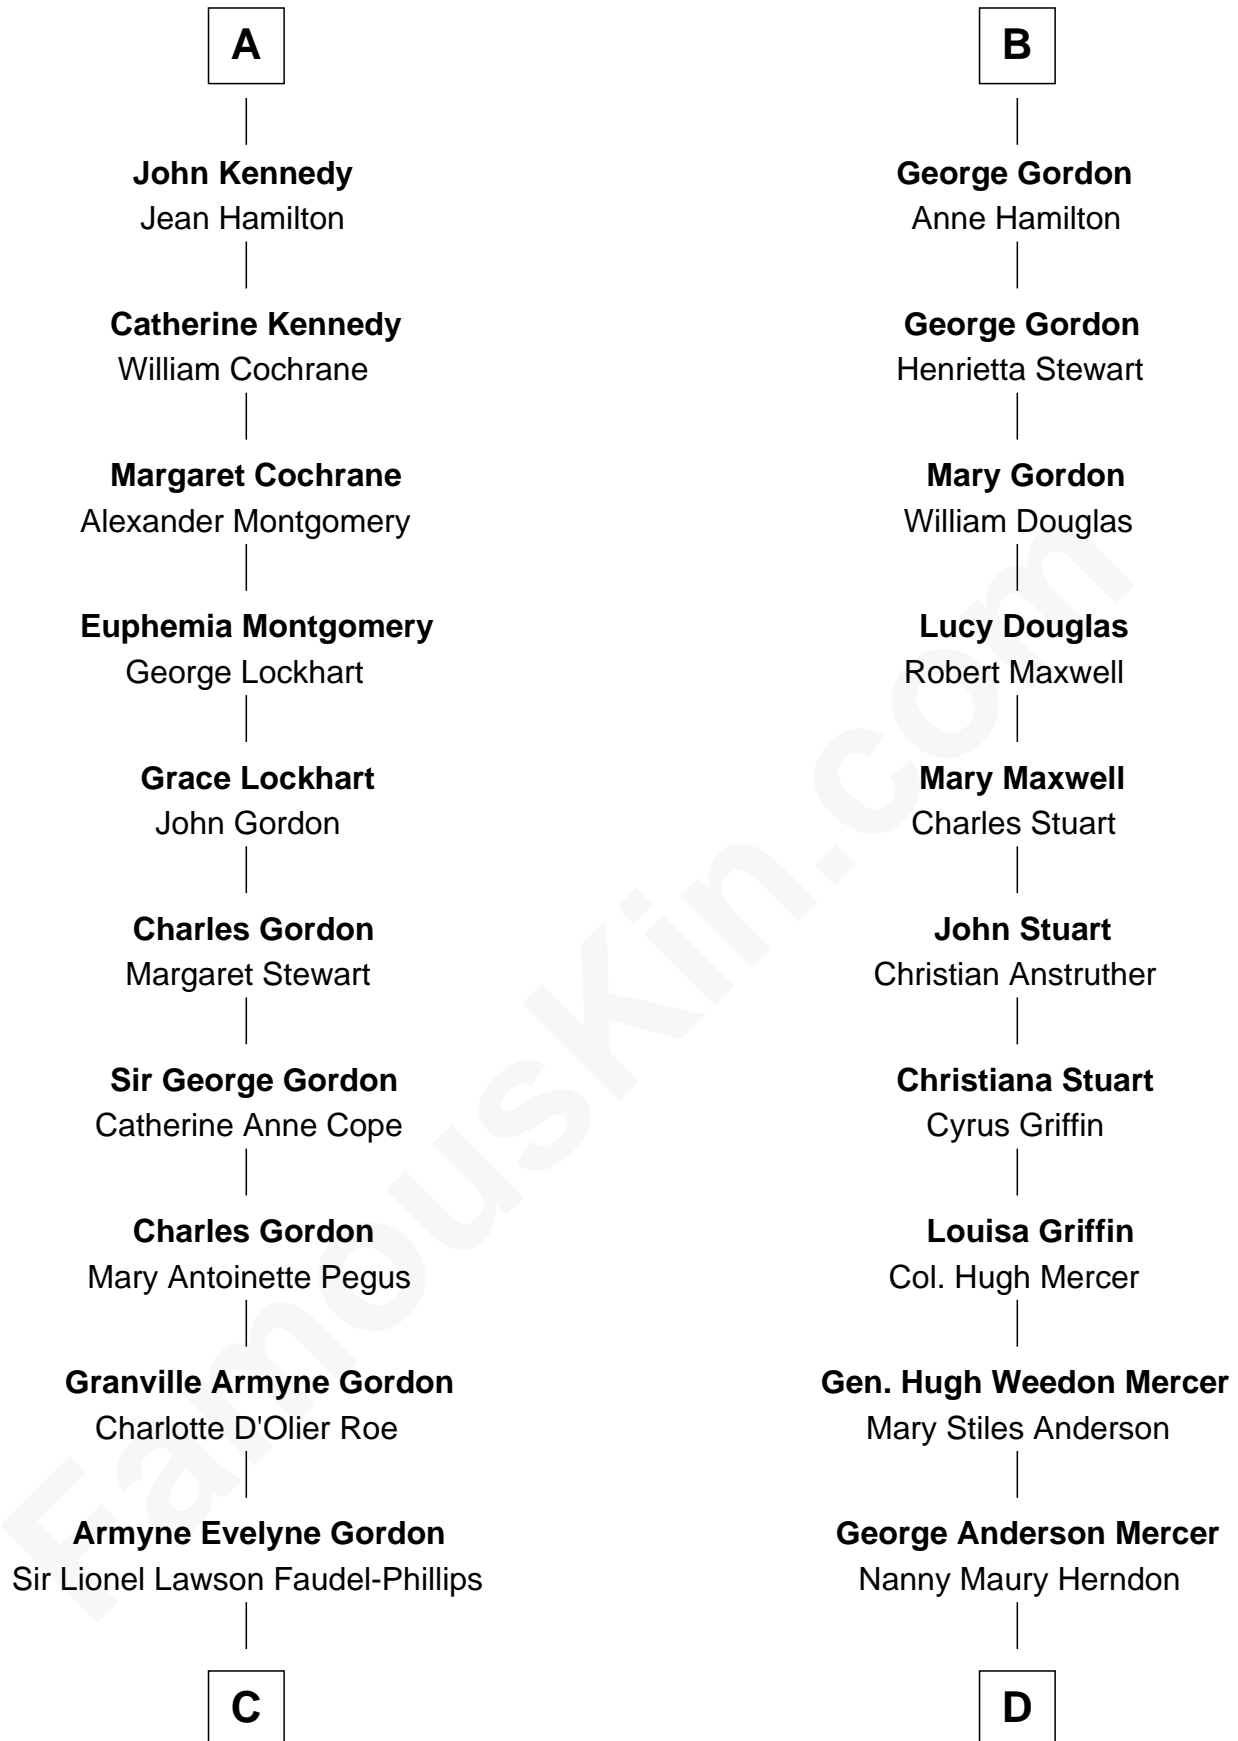 A
John Kennedy
Jean Hamilton
Catherine Kennedy
William Cochrane
Margaret Cochrane
Alexander Montgomery
Euphemia Montgomery
George Lockhart
Grace Lockhart
John Gordon
Charles Gordon
Margaret Stewart
Sir George Gordon
Catherine Anne Cope
Charles Gordon
Mary Antoinette Pegus
Granville Armyne Gordon
Charlotte D'Olier Roe
Armyne Evelyne Gordon
Sir Lionel Lawson Faudel-Phillips
C
B
George Gordon
Anne Hamilton
George Gordon
Henrietta Stewart
Mary Gordon
William Douglas
Lucy Douglas
Robert Maxwell
Mary Maxwell
Charles Stuart
John Stuart
Christian Anstruther
Christiana Stuart
Cyrus Griffin
Louisa Griffin
Col. Hugh Mercer
Gen. Hugh Weedon Mercer
Mary Stiles Anderson
George Anderson Mercer
Nanny Maury Herndon
D
FamousKin.com